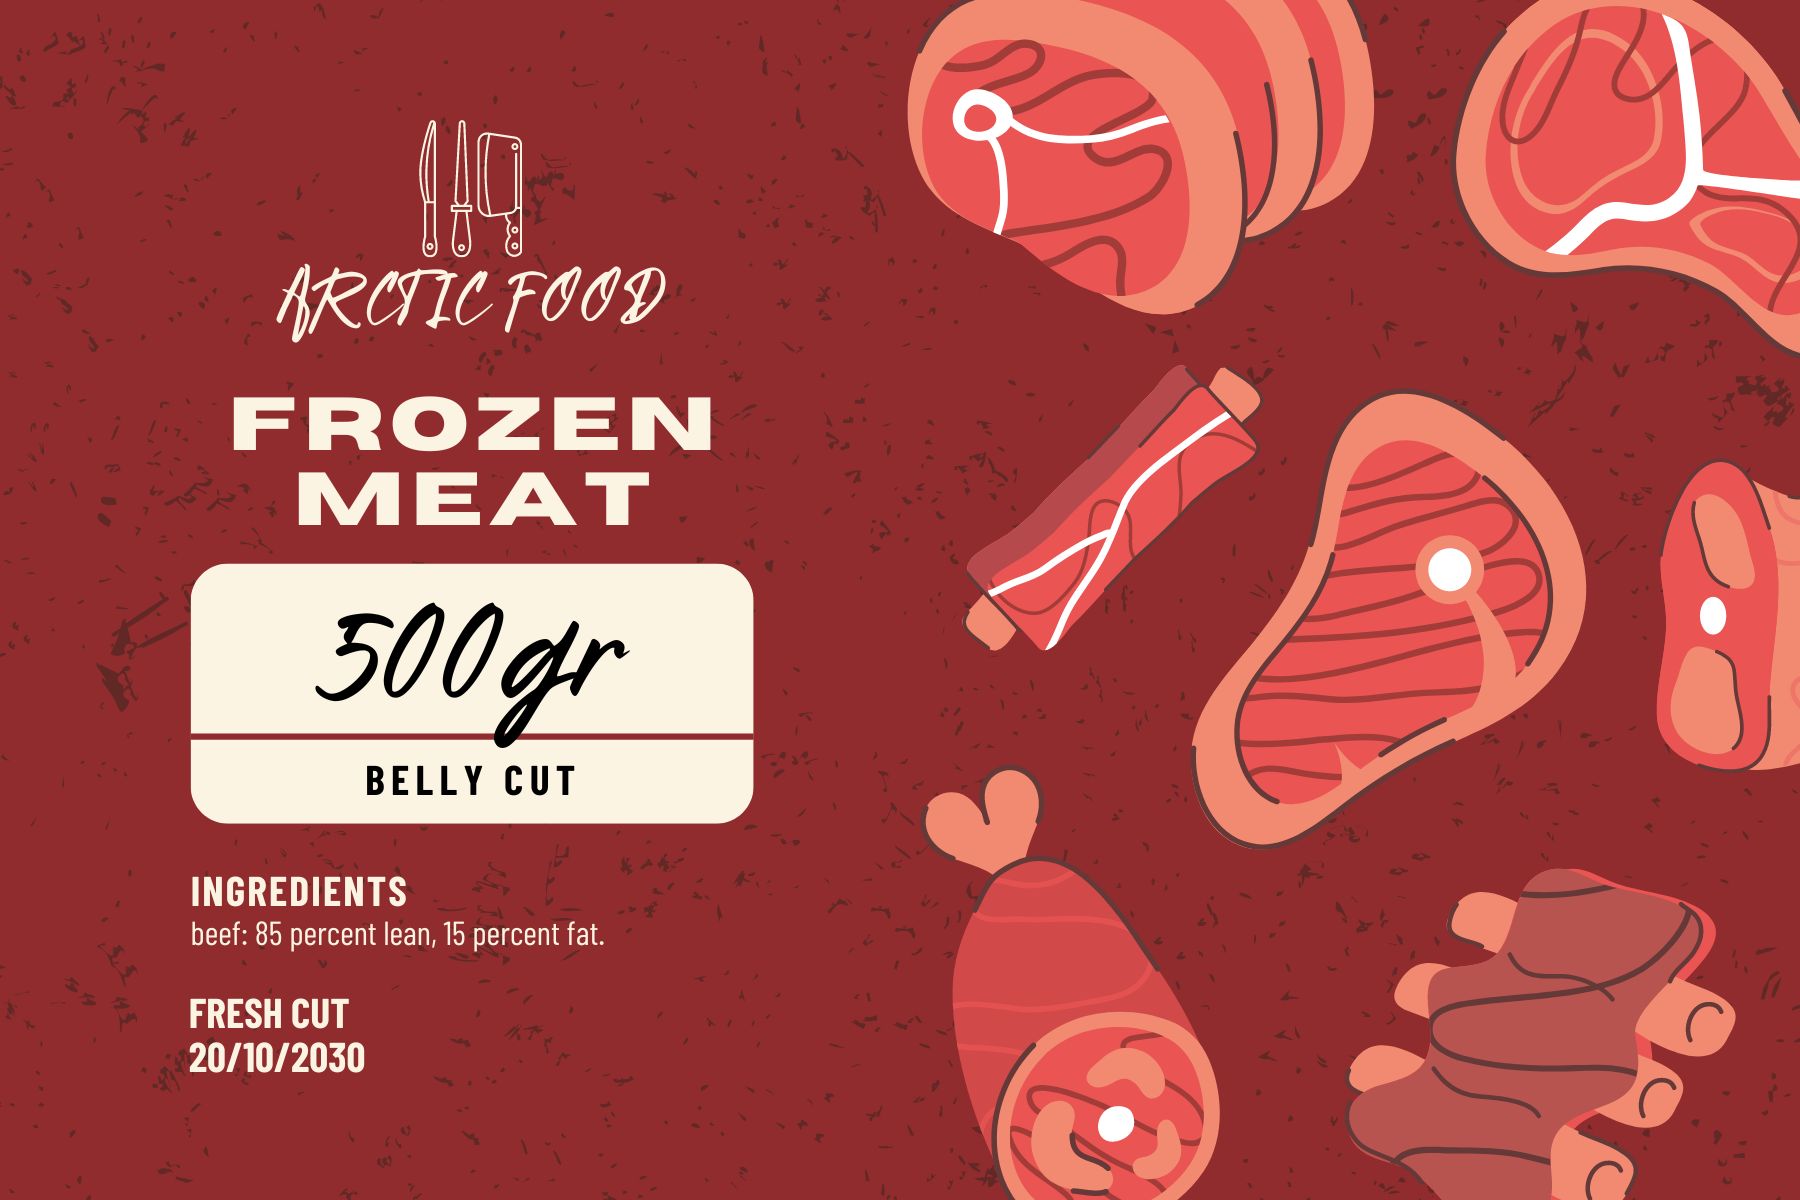 ARCTIC FOOD
FROZEN
MEAT
500gr
BELLY CUT
INGREDIENTS
beef: 85 percent lean, 15 percent fat.
FRESH CUT
20/10/2030